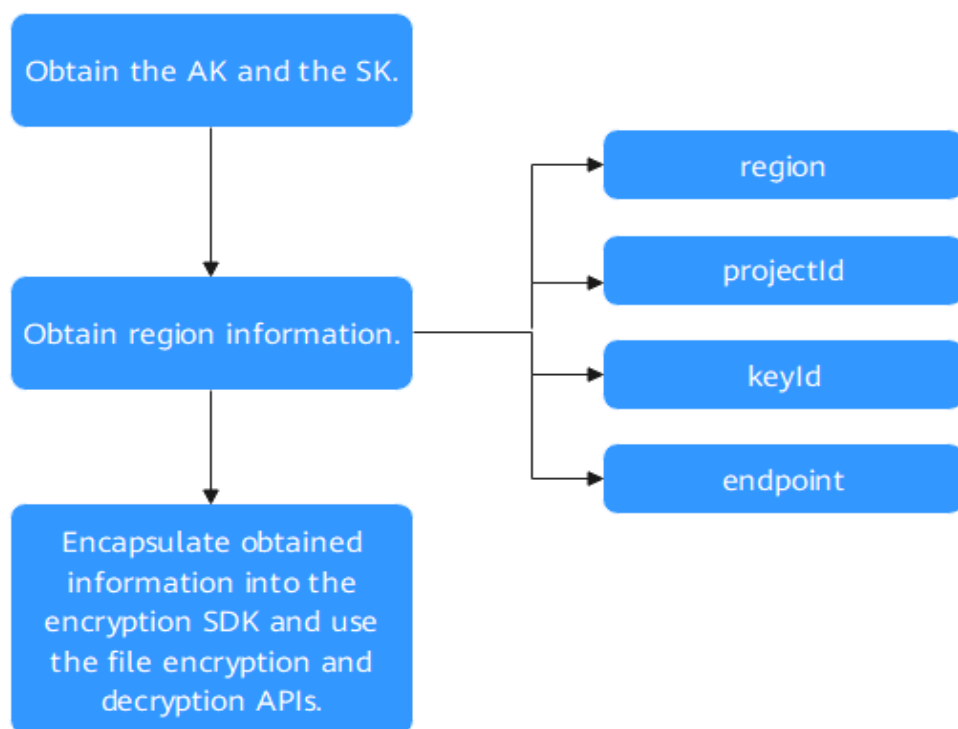 Obtain the AK and the SK.
region
projectId
Obtain region information.
keyId
endpoint
Encapsulate obtained
information into the
encryption SDK and use
the file encryption and
decryption APIs.